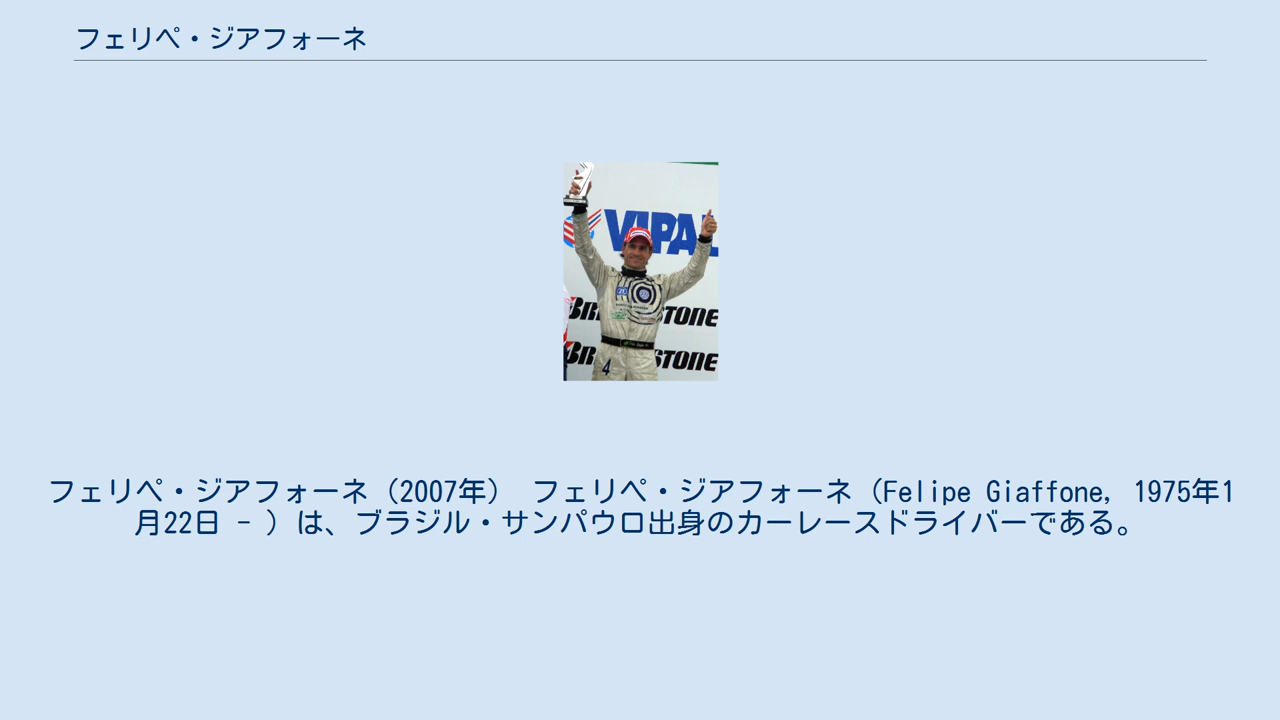 フェリペ・ジアフォーネ
VIPAL
BRIDGESTONE
BRIDGESTONE
4
フェリペ・ジアフォーネ（2007年） フェリペ・ジアフォーネ（Felipe Giaffone, 1975年1
月22日 - ）は、ブラジル・サンパウロ出身のカーレースドライバーである。